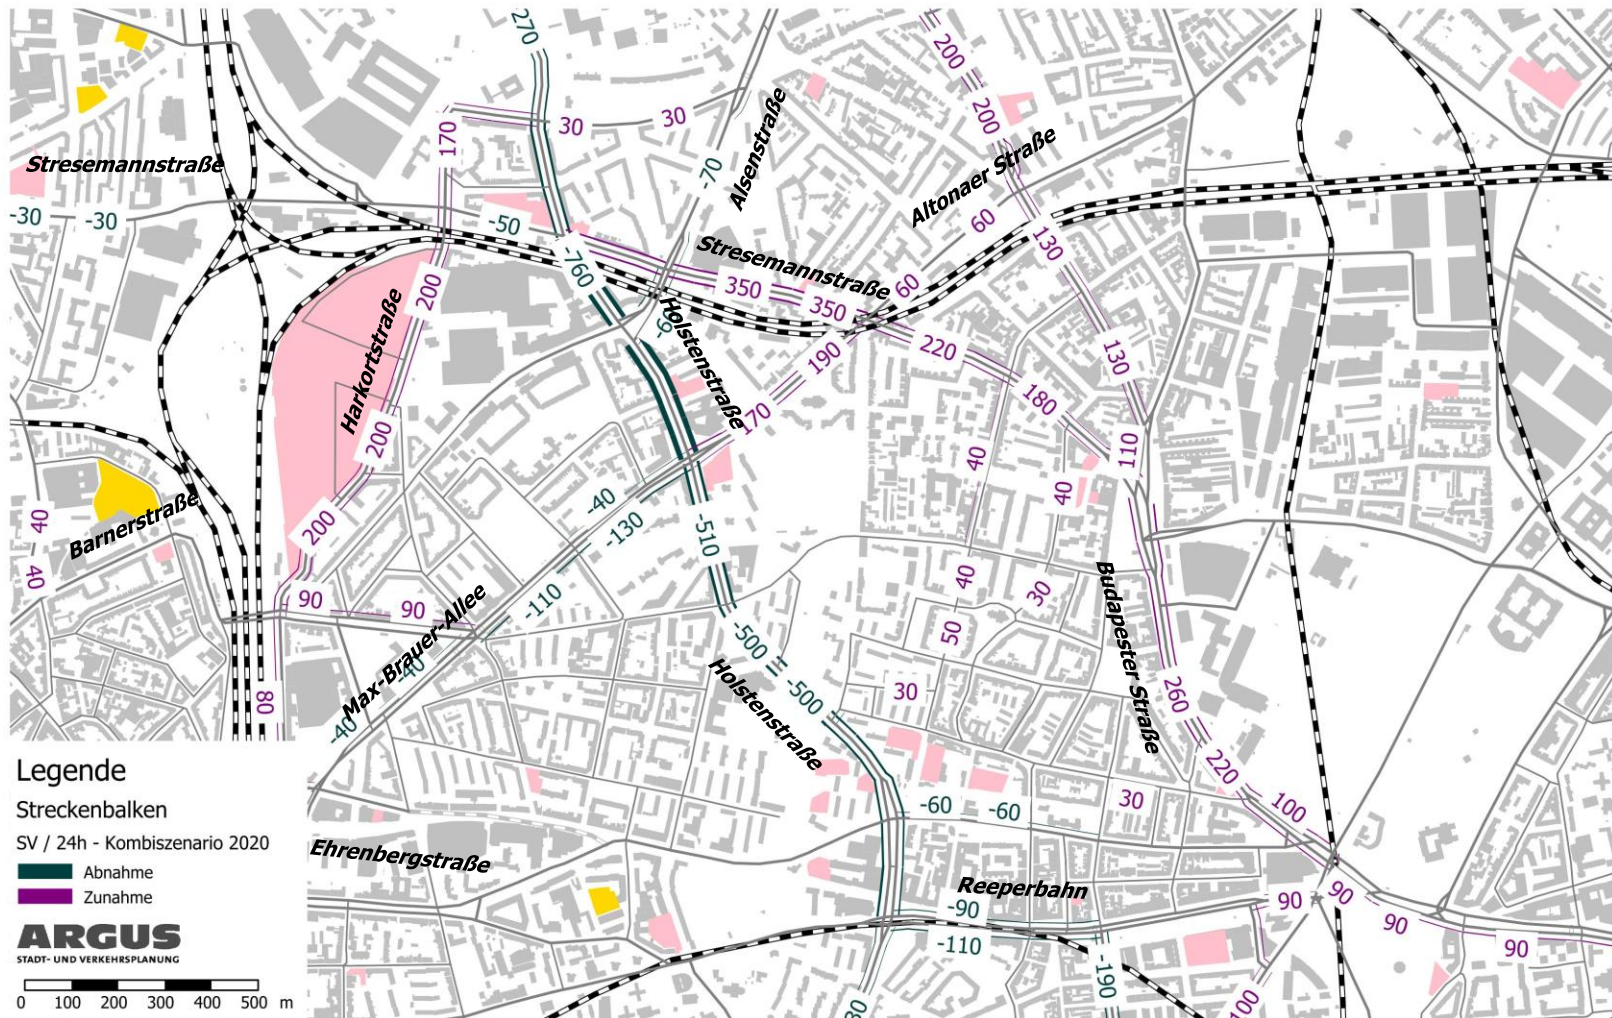 270
200
200
170
30
30
Stresemannstraße
Alsenstraße
-70
Altonaer Straße
-30
-30
-50
60
130
-760
Stresemannstraße
350
350
60
200
Harkortstraße
Holstenstraße
190
220
130
180
170
200
110
40
40
200
-40
-130
-510
40
Barnerstraße
40
40
30
90
90
-110
Max-Brauer-Allee
-40
-40
-500
-500
50
30
Budapester Straße
Holstenstraße
80
260
220
100
-60
-60
30
Ehrenbergstraße
Reeperbahn
-90
-110
90
90
90
90
-190
100
Legende
Streckenbalken
SV / 24h - Kombiszenario 2020
Abnahme
Zunahme
ARGUS
STADT- UND VERKEHRSPLANUNG
0 100 200 300 400 500 m